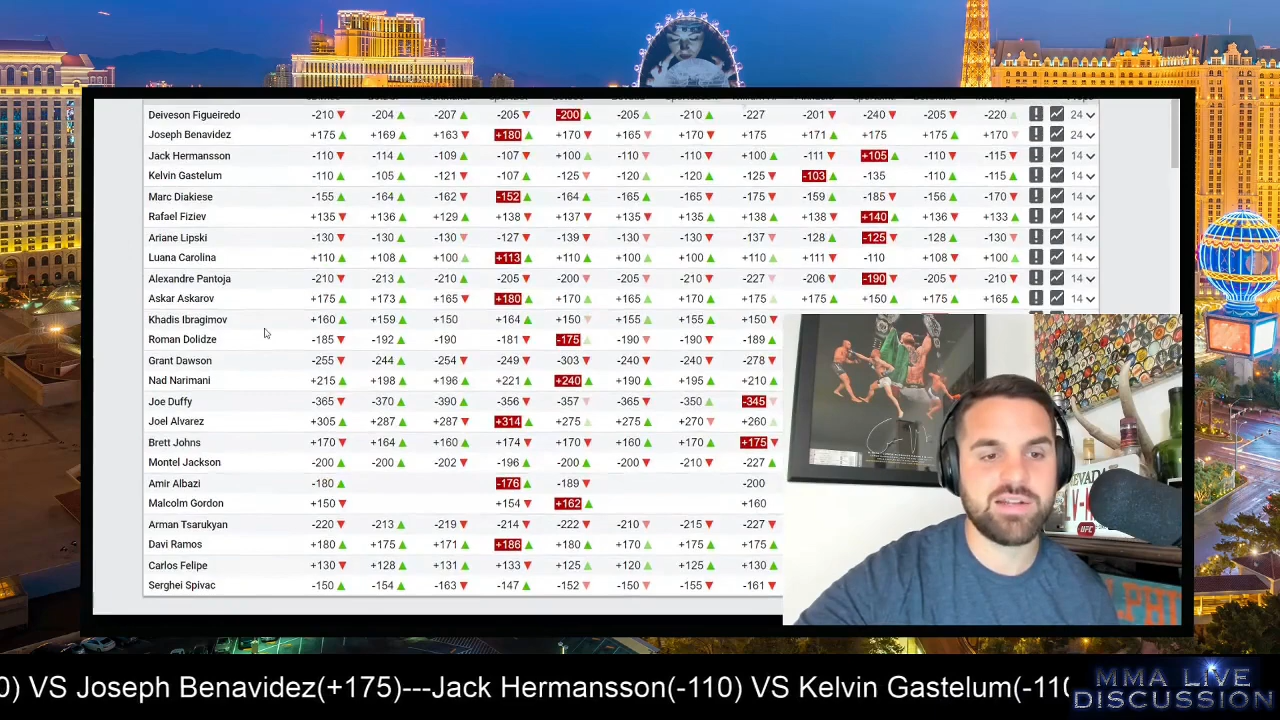 Deiveson Figueiredo -210 -204 -207 -205 -200 -205 -210 -227 -201 -240 -205 -220 24
Joseph Benavidez +175 +169 +163 +180 +170 +165 +170 +175 +171 +175 +175 +170 24
Jack Hermansson -110 -114 -109 -107 +100 -110 -110 +100 -111 +105 -110 -115 14
Kelvin Gastelum -110 -105 -121 -107 -125 -120 -120 -125 -103 -135 -110 -115 14
Marc Diakiese -155 -164 -162 -152 -164 -165 -165 -175 -159 -185 -156 -170 14
Rafael Fiziev +135 +136 +129 +138 +137 +135 +135 +138 +138 +140 +136 +138 14
Ariane Lipski -130 -130 -130 -127 -139 -130 -130 -137 -128 -125 -128 -130 14
Luana Carolina +110 +108 +100 +113 +110 +100 +100 +110 +111 -110 +108 +100 14
Alexandre Pantoja -210 -213 -210 -205 -200 -205 -210 -227 -206 -190 -205 -210 14
Askar Askarov +175 +173 +165 +180 +170 +165 +170 +175 +175 +150 +175 +165 14
Khadis Ibragimov +160 +159 +150 +164 +150 +155 +155 +150
Roman Dolidze -185 -192 -190 -181 -175 -190 -190 -189
Grant Dawson -255 -244 -254 -249 -303 -240 -240 -278
Nad Narimani +215 +198 +196 +221 +240 +190 +195 +210
Joe Duffy -365 -370 -390 -356 -357 -365 -350 -345
Joel Alvarez +305 +287 +287 +314 +275 +275 +270 +260
Brett Johns +170 +164 +160 +174 +170 +160 +170 +175
Montel Jackson -200 -200 -202 -196 -200 -200 -210 -227
Amir Albazi -180 -176 -189 -200
Malcolm Gordon +150 +154 +162 +160
Arman Tsarukyan -220 -213 -219 -214 -222 -210 -215 -227
Davi Ramos +180 +175 +171 +186 +180 +170 +175 +175
Carlos Felipe +130 +128 +131 +133 +125 +120 +125 +130
Serghei Spivac -150 -154 -163 -147 -152 -150 -155 -161
NEVADA
LV-
UFC
0) VS Joseph Benavidez(+175)---Jack Hermansson(-110) VS Kelvin Gastelum(-110
MMA LIVE
DISCUSSION